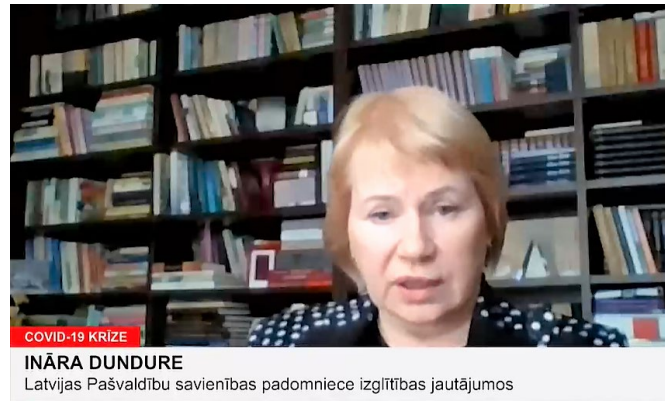 COVID-19 KRĪZE
INĀRA DUNDURE
Latvijas Pašvaldību savienības padomniece izglītības jautājumos